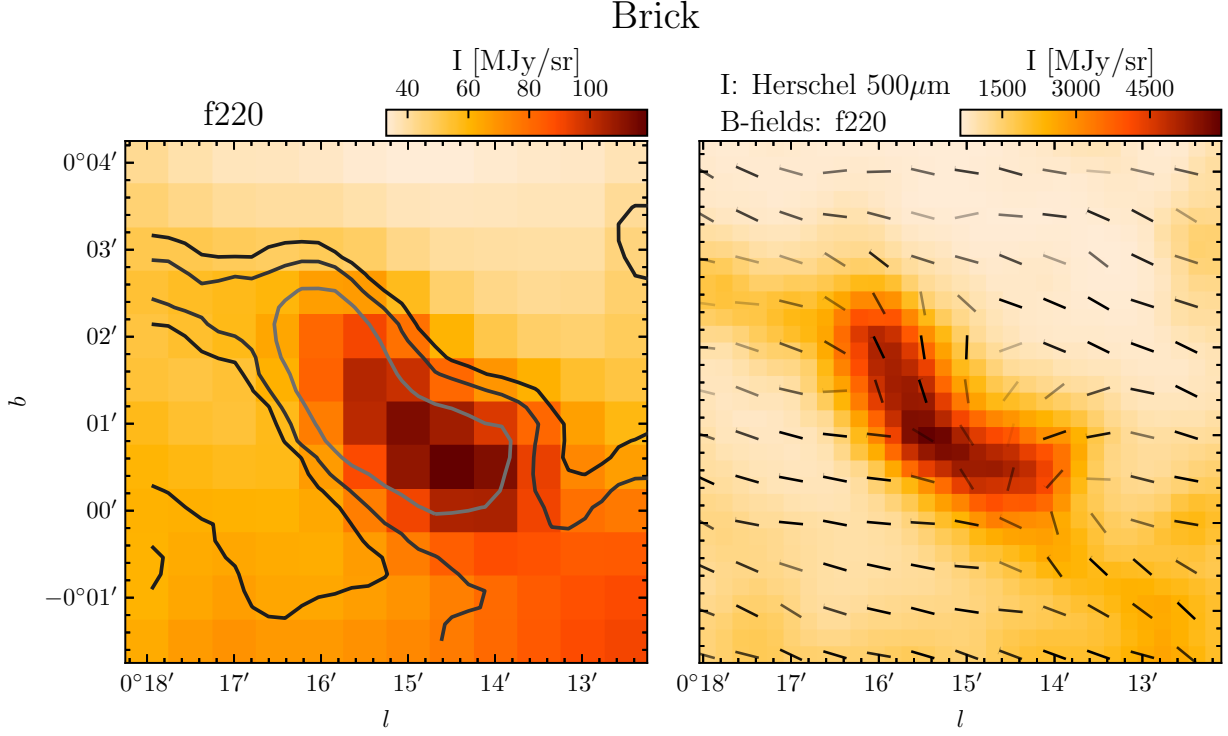 Brick
f220
I [MJy/sr]
40 60 80 100
I: Herschel 500μm
B-fields: f220
I [MJy/sr]
1500 3000 4500
0°04′
03′
02′
01′
00′
−0°01′
b
0°18′ 17′ 16′ 15′ 14′ 13′
l
0°18′ 17′ 16′ 15′ 14′ 13′
l